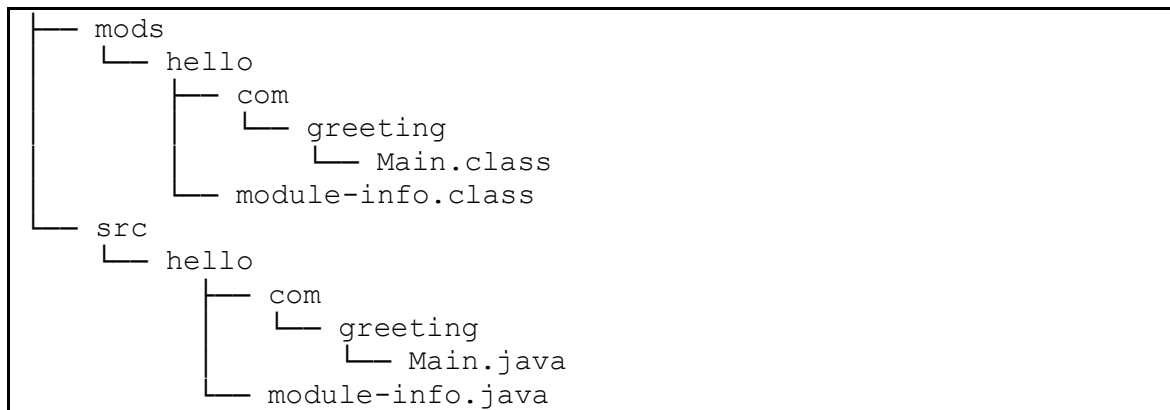 ├── mods
│   └── hello
│       ├── com
│       │   └── greeting
│       │       └── Main.class
│       └── module-info.class
└── src
    └── hello
        ├── com
        │   └── greeting
        │       └── Main.java
        └── module-info.java